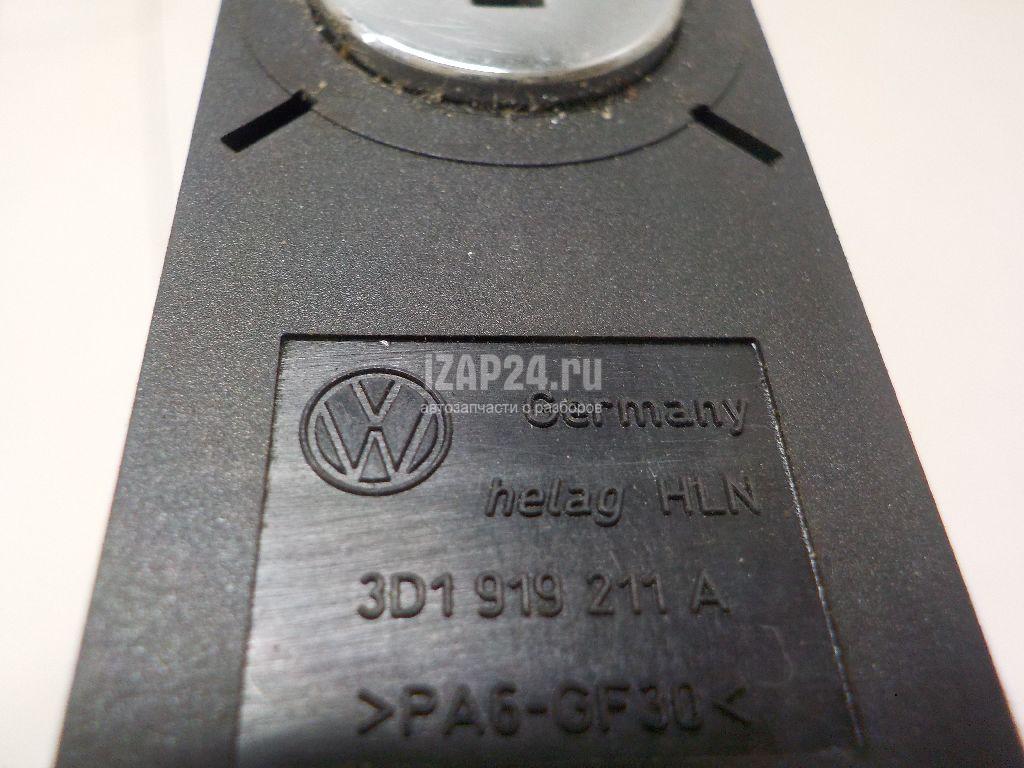 iZAP24.ru
автозапчасти с разборов
Germany
helag HLN
3D1 919 211 A
>PA6-GF30<